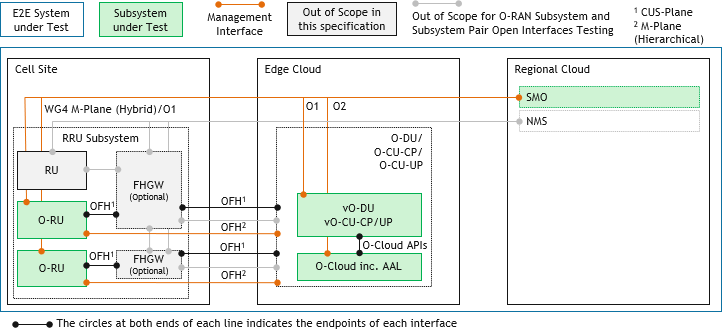 E2E System
under Test
Subsystem
under Test
Management
Interface
Out of Scope in
this specification
Out of Scope for O-RAN Subsystem and
Subsystem Pair Open Interfaces Testing
¹ CUS-Plane
² M-Plane
(Hierarchical)
Cell Site
Edge Cloud
Regional Cloud
WG4 M-Plane (Hybrid)/O1
O1
O2
SMO
NMS
RRU Subsystem
O-DU/
O-CU-CP/
O-CU-UP
RU
FHGW
(Optional)
OFH¹
OFH¹
O-RU
OFH²
vO-DU
vO-CU-CP/UP
OFH¹
O-Cloud APIs
OFH¹
FHGW
(Optional)
O-RU
OFH²
O-Cloud inc. AAL
The circles at both ends of each line indicates the endpoints of each interface